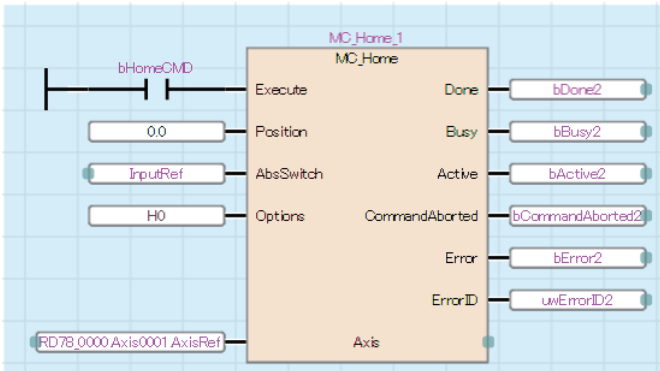 MC_Home_1
MC_Home
bHomeCMD
Execute Done bDone2
0.0 Position Busy bBusy2
InputRef AbsSwitch Active bActive2
H0 Options CommandAborted bCommandAborted2
Error bError2
ErrorID uwErrorID2
RD78_0000.Axis0001.AxisRef Axis